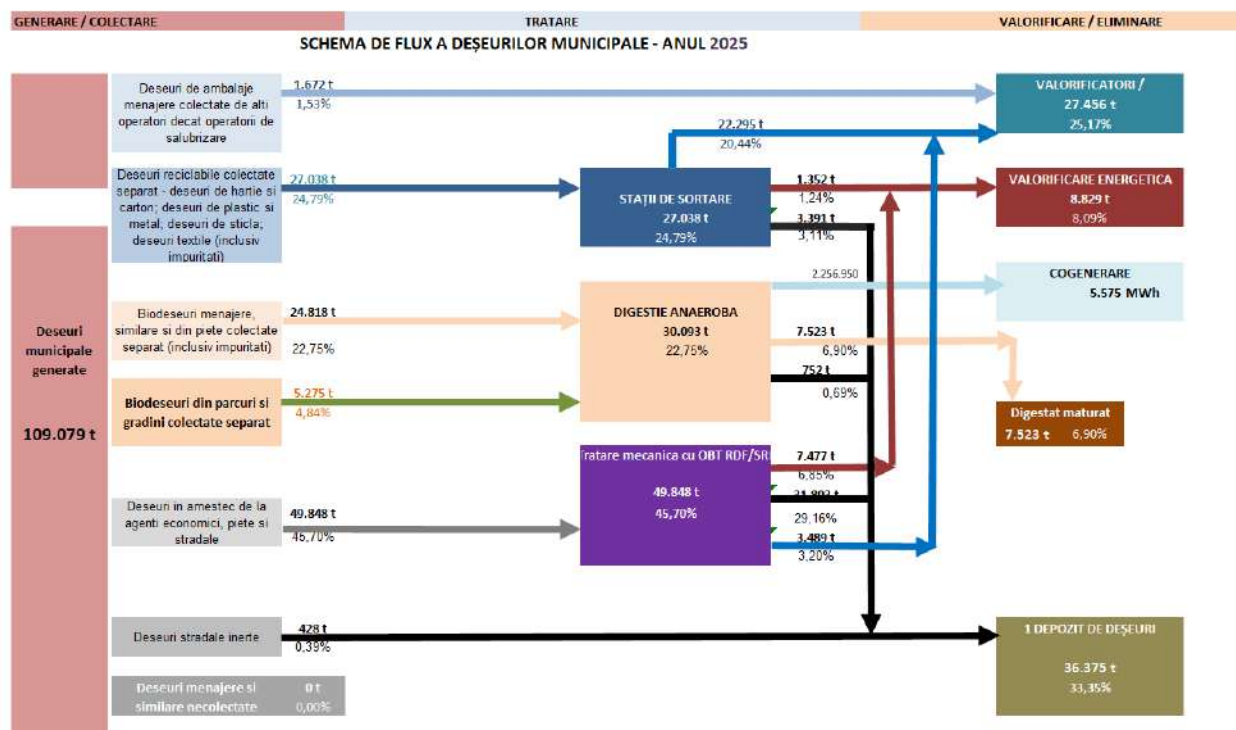 GENERARE / COLECTARE
TRATARE
VALORIFICARE / ELIMINARE
SCHEMA DE FLUX A DEȘEURILOR MUNICIPALE - ANUL 2025
Deseuri
municipale
generate
109.079 t
Deseuri de ambalaje
menajere colectate de alti
operatori decat operatorii de
salubrizare
1.672 t
1,53%
Deseuri reciclabile colectate
separat - deseuri de hartie si
carton; deseuri de plastic si
metal; deseuri de sticla;
deseuri textile (inclusiv
impuritati)
27.038 t
24,79%
Biodeseuri menajere,
similare si din piete colectate
separat (inclusiv impuritati)
24.818 t
22,75%
Biodeseuri din parcuri si
gradini colectate separat
5.275 t
4,84%
Deseuri in amestec de la
agenti economici, piete si
stradale
49.848 t
45,70%
Deseuri stradale inerte
428 t
0,39%
Deseuri menajere si
similare necolectate
0 t
0,00%
22.295 t
20,44%
STAȚII DE SORTARE
27.038 t
24,79%
1.352 t
1,24%
3.391 t
3,11%
DIGESTIE ANAEROBA
30.093 t
22,75%
2.256.950
7.523 t
6,90%
752 t
0,69%
Tratare mecanica cu OBT RDF/SRF
49.848 t
45,70%
7.477 t
6,85%
29,16%
3.489 t
3,20%
VALORIFICATORI /
27.456 t
25,17%
VALORIFICARE ENERGETICA
8.829 t
8,09%
COGENERARE
5.575 MWh
Digestat maturat
7.523 t 6,90%
1 DEPOZIT DE DEȘEURI
36.375 t
33,35%